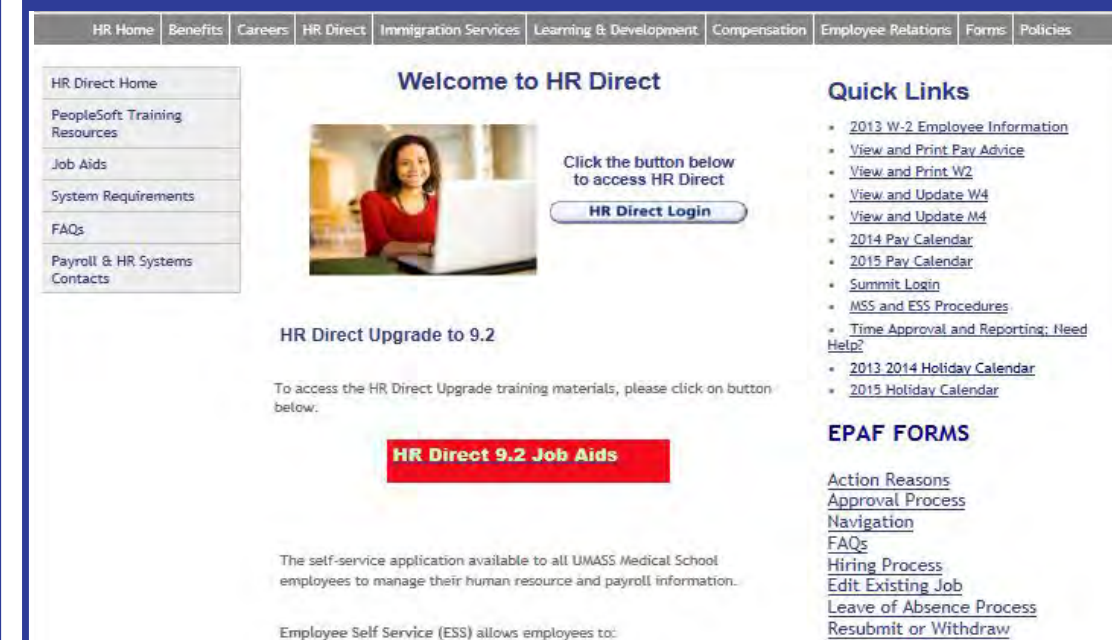 HR Home Benefits Careers HR Direct Immigration Services Learning & Development Compensation Employee Relations Forms Policies
HR Direct Home
PeopleSoft Training
Resources
Job Aids
System Requirements
FAQs
Payroll & HR Systems
Contacts
Welcome to HR Direct
Click the button below
to access HR Direct
HR Direct Login
HR Direct Upgrade to 9.2
To access the HR Direct Upgrade training materials, please click on button
below.
HR Direct 9.2 Job Aids
The self-service application available to all UMASS Medical School
employees to manage their human resource and payroll information.
Employee Self Service (ESS) allows employees to:
Quick Links
2013 W-2 Employee Information
View and Print Pay Advice
View and Print W2
View and Update W4
View and Update M4
2014 Pay Calendar
2015 Pay Calendar
Summit Login
MSS and ESS Procedures
Time Approval and Reporting; Need
Help?
2013 2014 Holiday Calendar
2015 Holiday Calendar
EPAF FORMS
Action Reasons
Approval Process
Navigation
FAQs
Hiring Process
Edit Existing Job
Leave of Absence Process
Resubmit or Withdraw